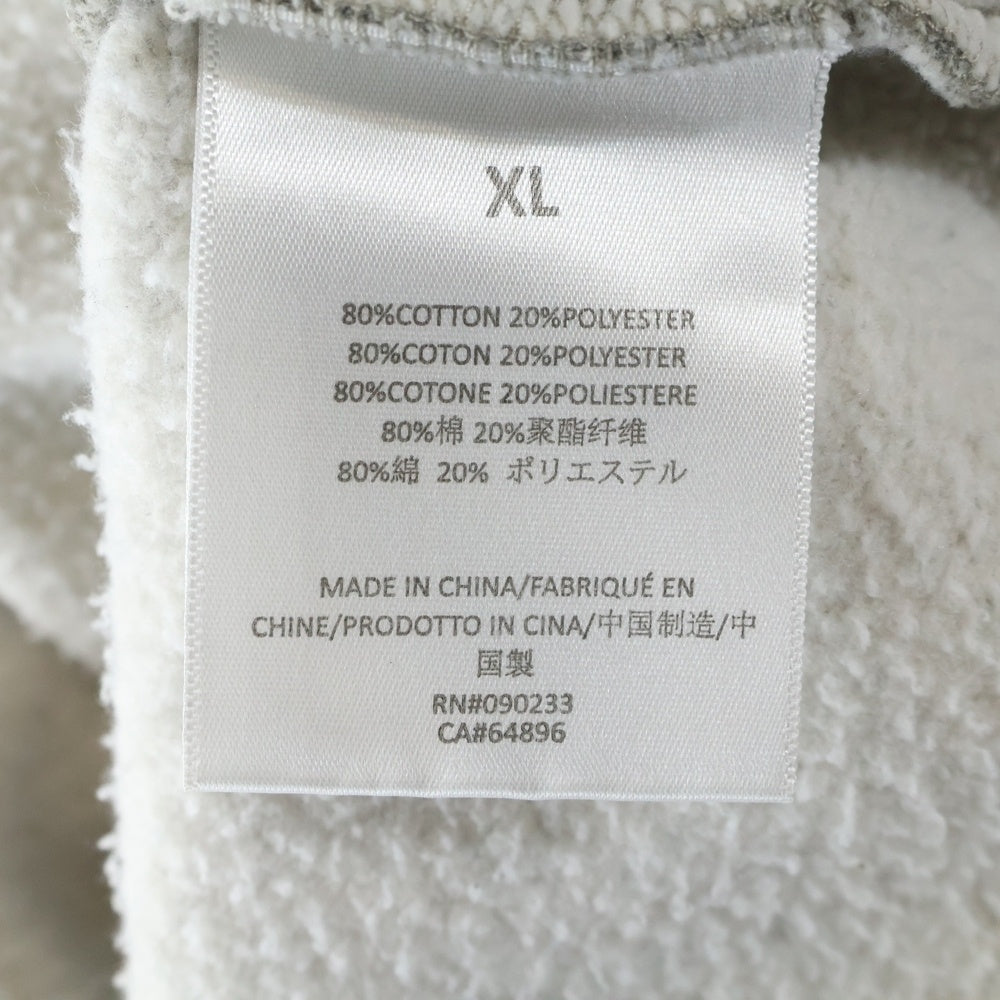 XL
80%COTTON 20%POLYESTER
80%COTON 20%POLYESTER
80%COTONE 20%POLIESTERE
80%棉 20%聚酯纤维
80%綿 20% ポリエステル
MADE IN CHINA/FABRIQUÉ EN
CHINE/PRODOTTO IN CINA/中国制造/中
国製
RN#090233
CA#64896